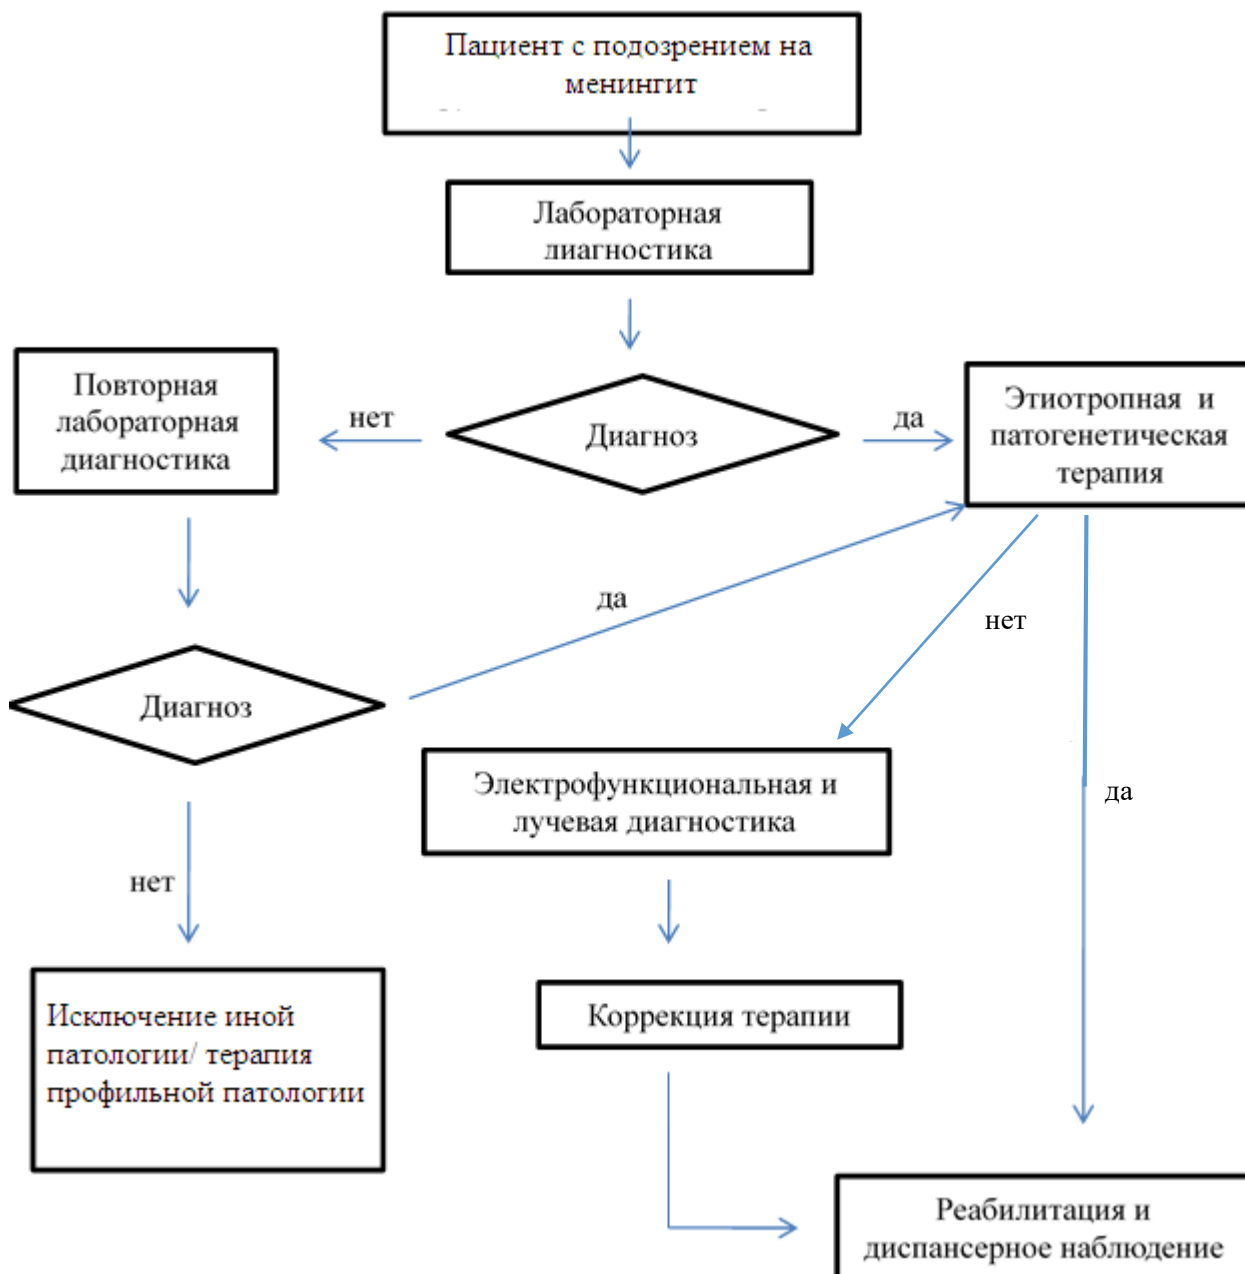 Пациент с подозрением на
менингит
Лабораторная
диагностика
Повторная
лабораторная
диагностика
нет
Диагноз
да
Этиотропная и
патогенетическая
терапия
да
нет
Диагноз
Электрофункциональная и
лучевая диагностика
да
нет
Исключение иной
патологии/ терапия
профильной патологии
Коррекция терапии
Реабилитация и
диспансерное наблюдение